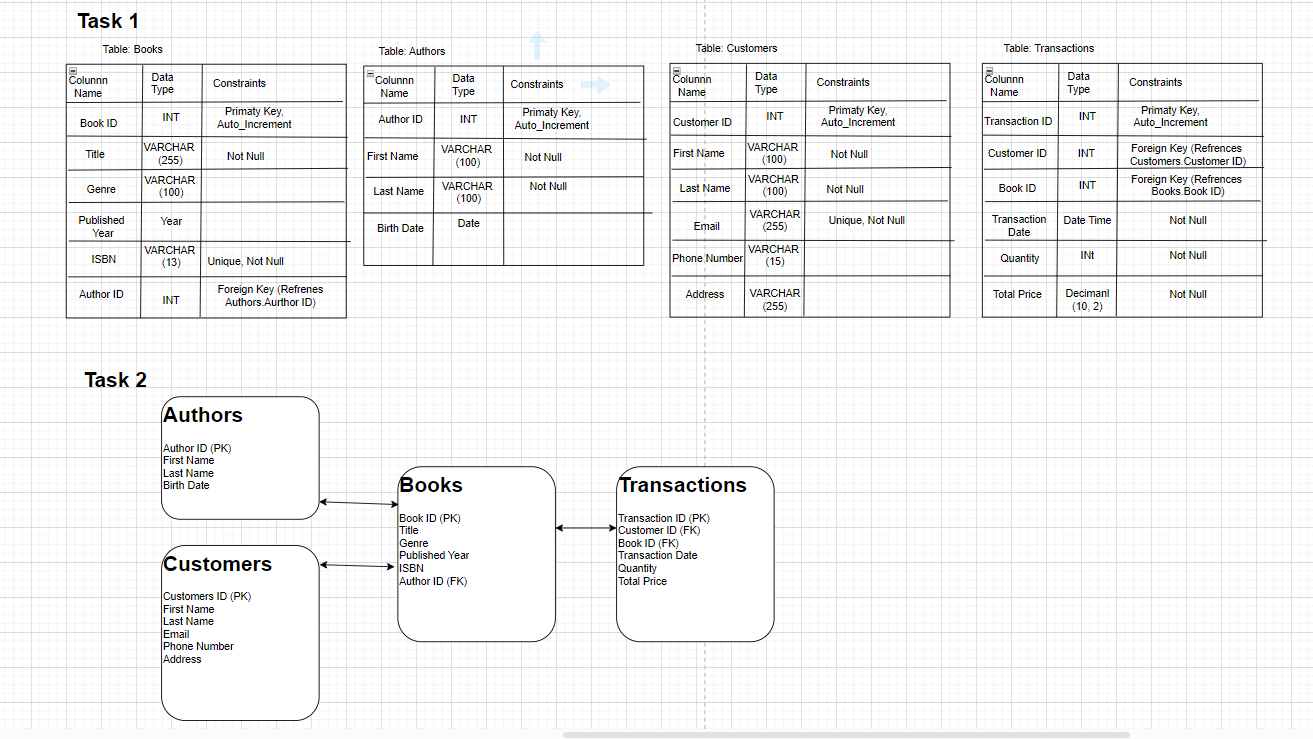 Task 1
Table: Books
Columnn
Name
Data
Type
Constraints
Book ID
INT
Primaty Key,
Auto_Increment
Title
VARCHAR
(255)
Not Null
Genre
VARCHAR
(100)
Published
Year
Year
ISBN
VARCHAR
(13)
Unique, Not Null
Author ID
INT
Foreign Key (Refrenes
Authors.Aurthor ID)
Table: Authors
Columnn
Name
Data
Type
Constraints
Author ID
INT
Primaty Key,
Auto_Increment
First Name
VARCHAR
(100)
Not Null
Last Name
VARCHAR
(100)
Not Null
Birth Date
Date
Table: Customers
Columnn
Name
Data
Type
Constraints
Customer ID
INT
Primaty Key,
Auto_Increment
First Name
VARCHAR
(100)
Not Null
Last Name
VARCHAR
(100)
Not Null
Email
VARCHAR
(255)
Unique, Not Null
Phone Number
VARCHAR
(15)
Address
VARCHAR
(255)
Table: Transactions
Columnn
Name
Data
Type
Constraints
Transaction ID
INT
Primaty Key,
Auto_Increment
Customer ID
INT
Foreign Key (Refrences
Customers.Customer ID)
Book ID
INT
Foreign Key (Refrences
Books.Book ID)
Transaction
Date
Date Time
Not Null
Quantity
INt
Not Null
Total Price
Decimanl
(10, 2)
Not Null
Task 2
Authors
Author ID (PK)
First Name
Last Name
Birth Date
Customers
Customers ID (PK)
First Name
Last Name
Email
Phone Number
Address
Books
Book ID (PK)
Title
Genre
Published Year
ISBN
Author ID (FK)
Transactions
Transaction ID (PK)
Customer ID (FK)
Book ID (FK)
Transaction Date
Quantity
Total Price